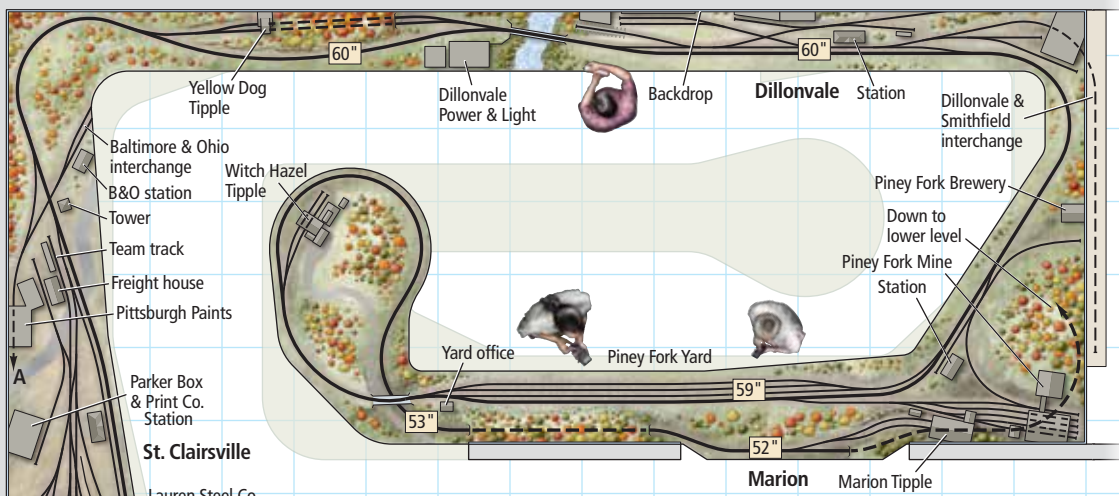 60"
60"
Yellow Dog
Tipple
Dillonvale
Power & Light
Backdrop
Dillonvale
Station
Dillonvale &
Smithfield
interchange
Baltimore & Ohio
interchange
B&O station
Tower
Team track
Freight house
Pittsburgh Paints
A
Parker Box
& Print Co.
Station
St. Clairsville
Lauren Steel Co
Witch Hazel
Tipple
Piney Fork Brewery
Down to
lower level
Piney Fork Mine
Station
Yard office
Piney Fork Yard
59"
53"
52"
Marion
Marion Tipple